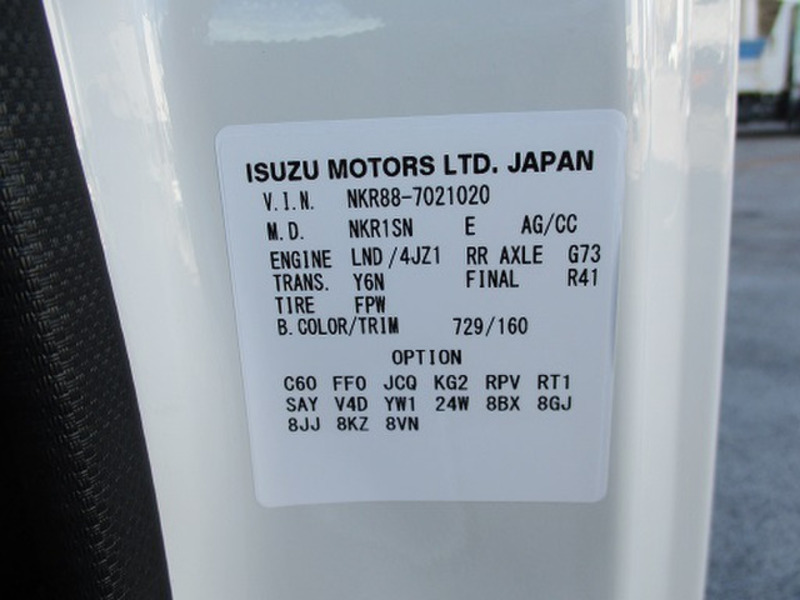 ISUZU MOTORS LTD. JAPAN
V.I.N. NKR88-7021020
M.D. NKR1SN E AG/CC
ENGINE LND/4JZ1 RR AXLE G73
TRANS. Y6N FINAL R41
TIRE FPW
B.COLOR/TRIM 729/160
OPTION
C60 FF0 JCQ KG2 RPV RT1
SAY V4D YW1 24W 8BX 8GJ
8JJ 8KZ 8VN